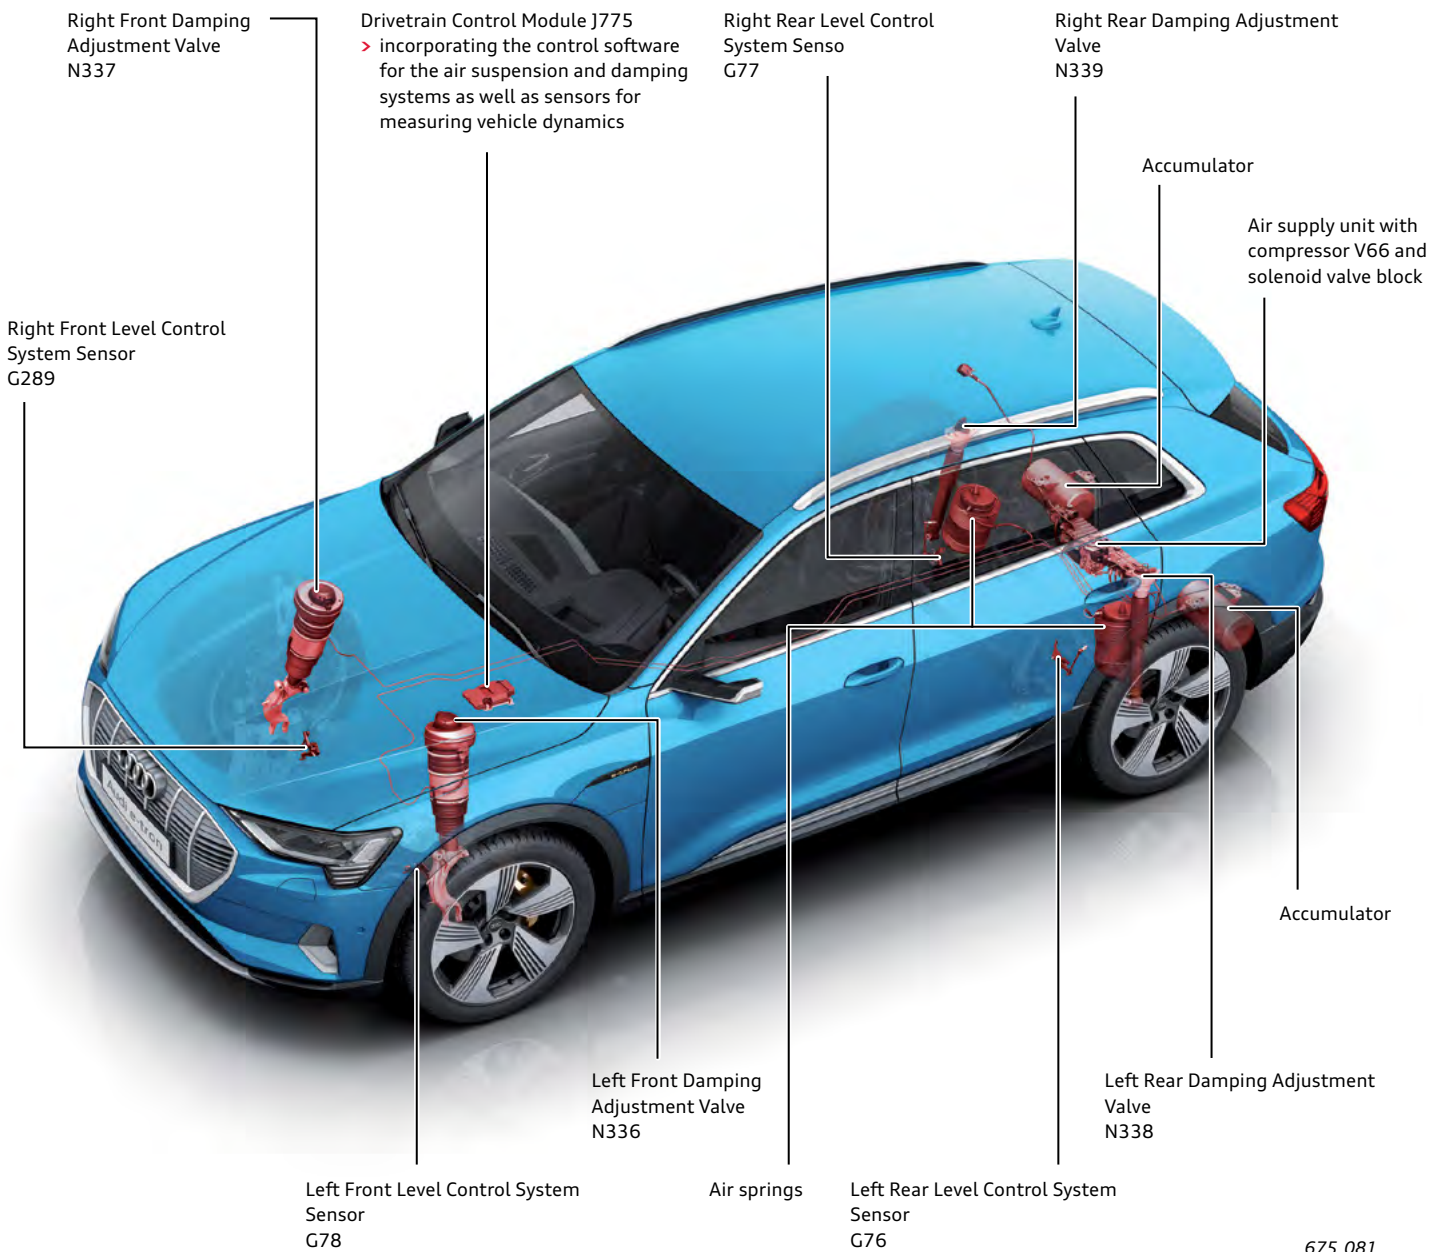 Right Front Damping
Adjustment Valve
N337
Drivetrain Control Module J775
> incorporating the control software
for the air suspension and damping
systems as well as sensors for
measuring vehicle dynamics
Right Rear Level Control
System Senso
G77
Right Rear Damping Adjustment
Valve
N339
Accumulator
Air supply unit with
compressor V66 and
solenoid valve block
Right Front Level Control
System Sensor
G289
Audi e-tron
Accumulator
Left Front Damping
Adjustment Valve
N336
Left Rear Damping Adjustment
Valve
N338
Left Front Level Control System
Sensor
G78
Air springs
Left Rear Level Control System
Sensor
G76
675_081